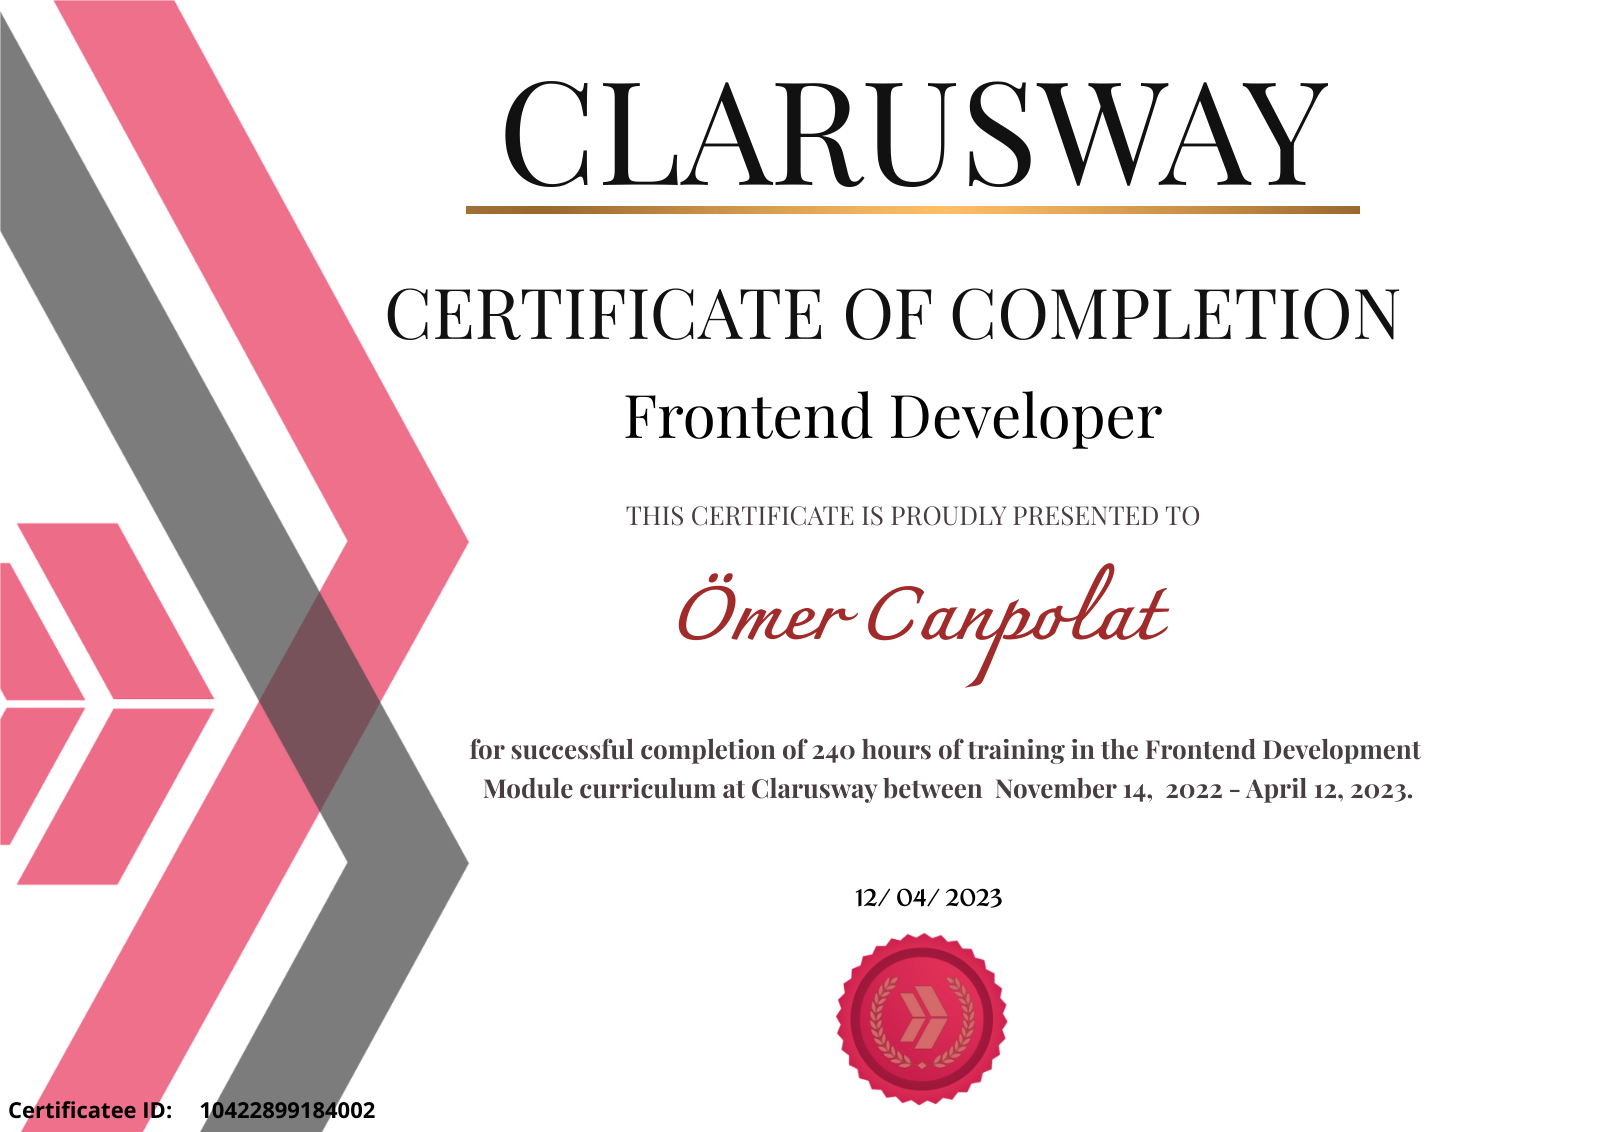 CLARUSWAY
CERTIFICATE OF COMPLETION
Frontend Developer
THIS CERTIFICATE IS PROUDLY PRESENTED TO
Ömer Canpolat
for successful completion of 240 hours of training in the Frontend Development
Module curriculum at Clarusway between  November 14,  2022 - April 12, 2023.
12/ 04/ 2023
Certificatee ID:    10422899184002